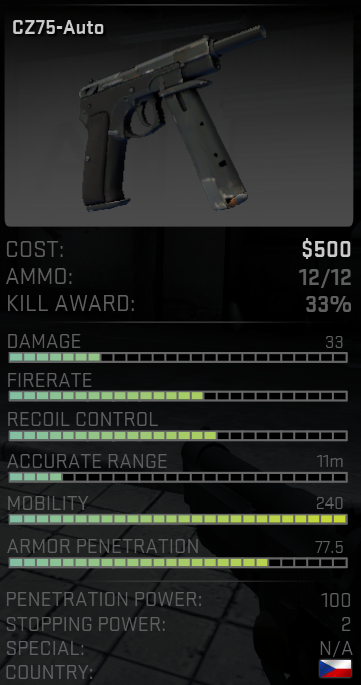 CZ75-Auto
COST: $500
AMMO: 12/12
KILL AWARD: 33%
DAMAGE 33
FIRERATE
RECOIL CONTROL
ACCURATE RANGE 11m
MOBILITY 240
ARMOR PENETRATION 77.5
PENETRATION POWER: 100
STOPPING POWER: 2
SPECIAL: N/A
COUNTRY: